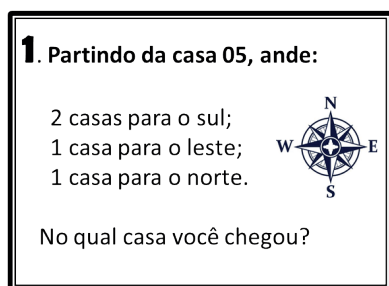 1. Partindo da casa 05, ande:
2 casas para o sul;
1 casa para o leste;
1 casa para o norte.
N
W E
S
No qual casa você chegou?